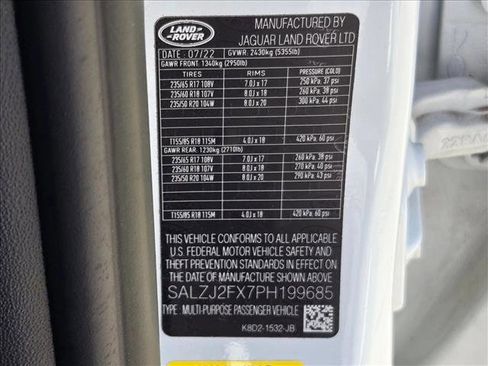 LAND ROVER
MANUFACTURED BY
JAGUAR LAND ROVER LTD
DATE 07/22 GVWR: 2430kg (5355lb)
GAWR FRONT: 1340kg (2950lb)
TIRES RIMS PRESSURE (COLD)
235/65 R17 108V 7.0J x 17 250 kPa, 37 psi
235/60 R18 107V 8.0J x 18 260 kPa, 38 psi
235/50 R20 104W 8.0J x 20 300 kPa, 44 psi
T155/85 R18 115M 4.0J x 18 420 kPa, 60 psi
GAWR REAR: 1230kg (2710lb)
235/65 R17 108V 7.0J x 17 260 kPa, 38 psi
235/60 R18 107V 8.0J x 18 270 kPa, 40 psi
235/50 R20 104W 8.0J x 20 290 kPa, 43 psi
T155/85 R18 115M 4.0J x 18 420 kPa, 60 psi
THIS VEHICLE CONFORMS TO ALL APPLICABLE
U.S. FEDERAL MOTOR VEHICLE SAFETY AND
THEFT PREVENTION STANDARDS IN EFFECT ON
THE DATE OF MANUFACTURE SHOWN ABOVE
SALZJ2FX7PH199685
TYPE: MULTI-PURPOSE PASSENGER VEHICLE
K8D2-1532-JB